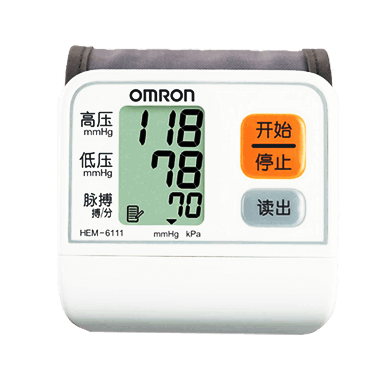 OMRON
高压
mmHg
118
低压
mmHg
78
脉搏
搏/分
70
HEM-6111
mmHg kPa
开始
停止
读出